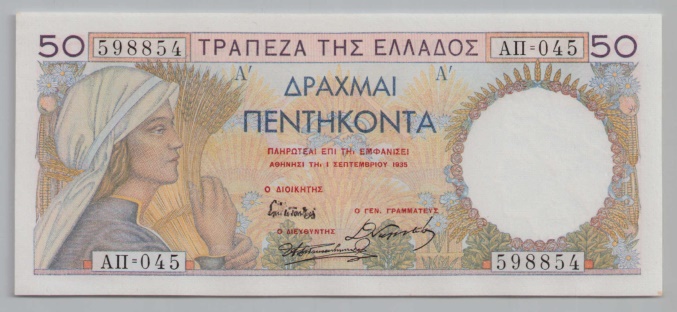 50 598854 ΤΡΑΠΕΖΑ ΤΗΣ ΕΛΛΑΔΟΣ ΑΠ=045 50
Α' Α'
ΔΡΑΧΜΑΙ
ΠΕΝΤΗΚΟΝΤΑ
ΠΛΗΡΩΤΕΑΙ ΕΠΙ ΤΗι ΕΜΦΑΝΙΣΕΙ
ΑΘΗΝΗΣΙ ΤΗι 1 ΣΕΠΤΕΜΒΡΙΟΥ 1935
Ο ΔΙΟΙΚΗΤΗΣ
Ο ΓΕΝ. ΓΡΑΜΜΑΤΕΥΣ
Ο ΔΙΕΥΘΥΝΤΗΣ
ΑΠ=045 598854